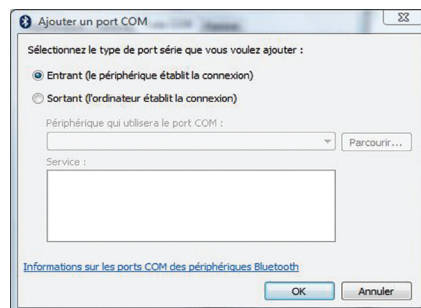 Ajouter un port COM
Sélectionnez le type de port série que vous voulez ajouter :
Entrant (le périphérique établit la connexion)
Sortant (l'ordinateur établit la connexion)
Périphérique qui utilisera le port COM :
Parcourir...
Service :
Informations sur les ports COM des périphériques Bluetooth
OK Annuler